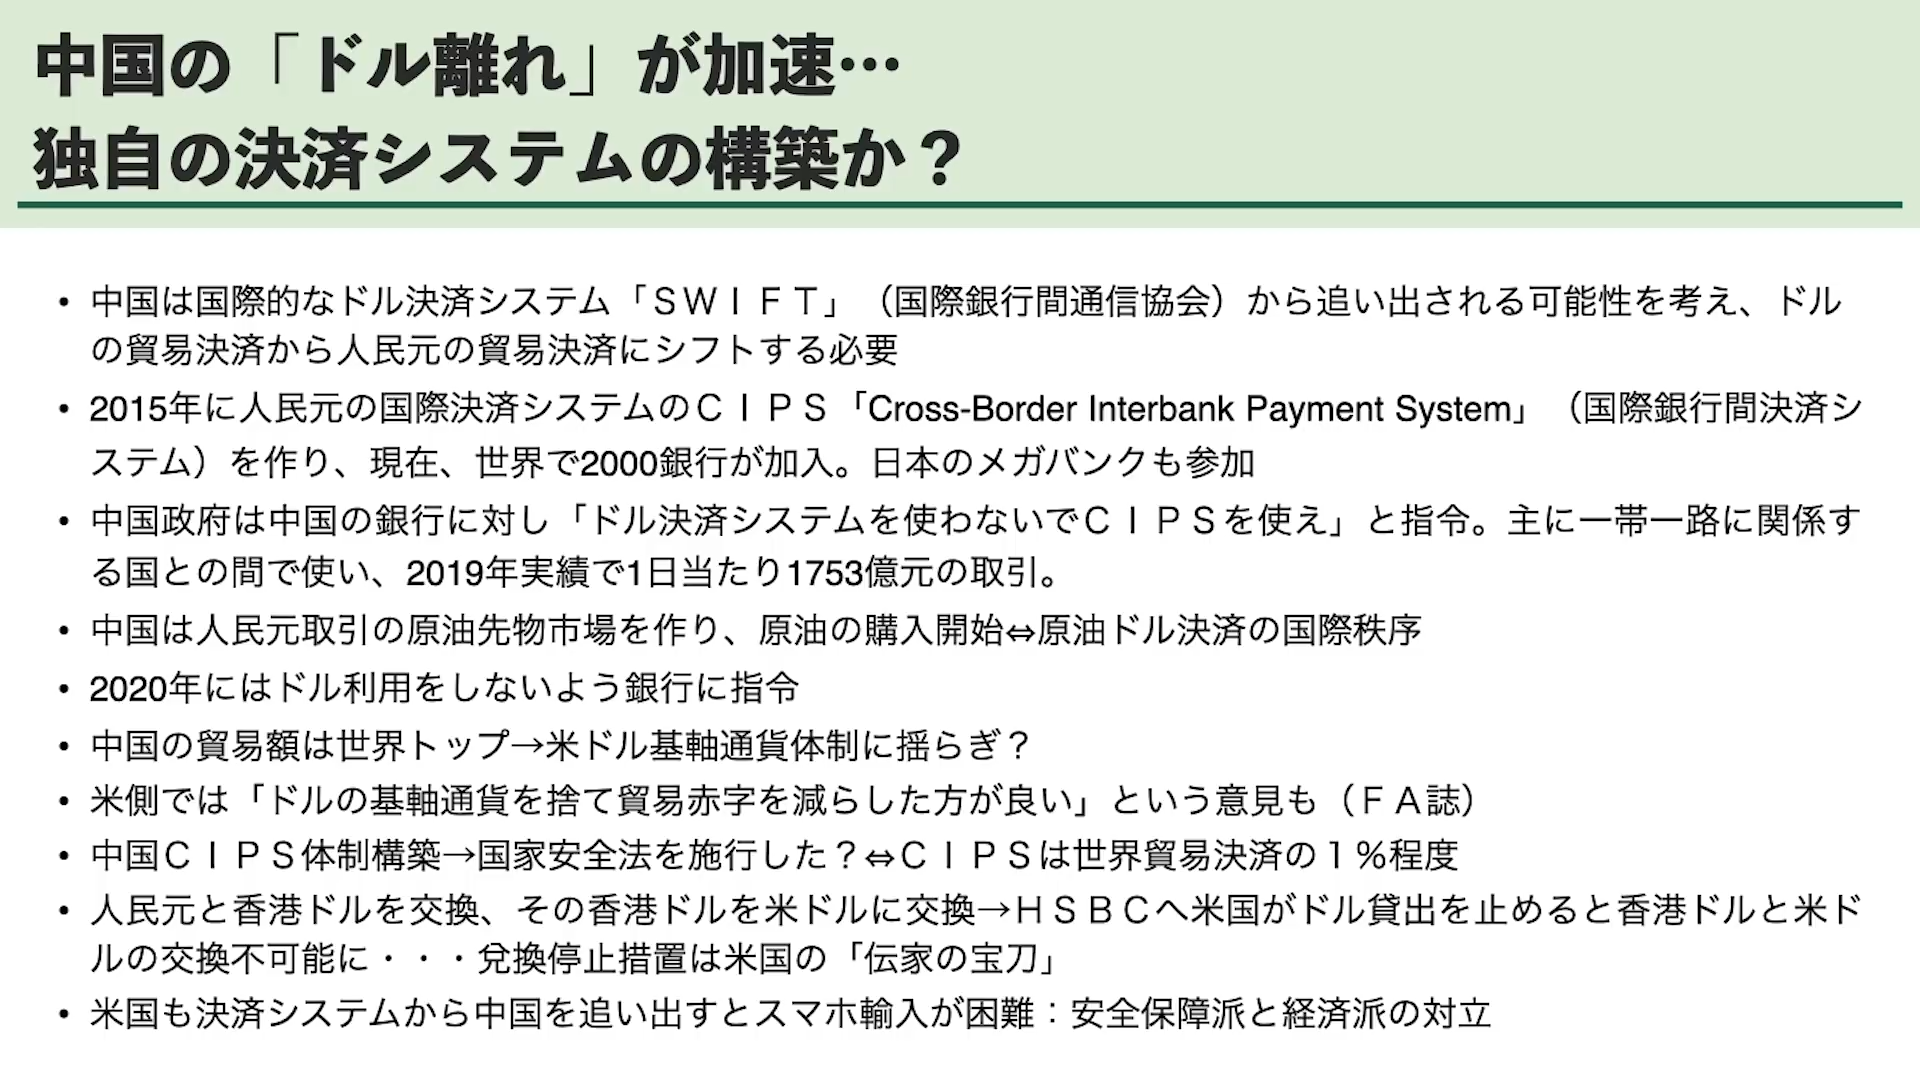 中国の「ドル離れ」が加速…
独自の決済システムの構築か？
• 中国は国際的なドル決済システム「ＳＷＩＦＴ」（国際銀行間通信協会）から追い出される可能性を考え、ドル
の貿易決済から人民元の貿易決済にシフトする必要
• 2015年に人民元の国際決済システムのＣＩＰＳ「Cross-Border Interbank Payment System」（国際銀行間決済シ
ステム）を作り、現在、世界で2000銀行が加入。日本のメガバンクも参加
• 中国政府は中国の銀行に対し「ドル決済システムを使わないでＣＩＰＳを使え」と指令。主に一帯一路に関係す
る国との間で使い、2019年実績で1日当たり1753億元の取引。
• 中国は人民元取引の原油先物市場を作り、原油の購入開始⇔原油ドル決済の国際秩序
• 2020年にはドル利用をしないよう銀行に指令
• 中国の貿易額は世界トップ→米ドル基軸通貨体制に揺らぎ？
• 米側では「ドルの基軸通貨を捨て貿易赤字を減らした方が良い」という意見も（ＦＡ誌）
• 中国ＣＩＰＳ体制構築→国家安全法を施行した？⇔ＣＩＰＳは世界貿易決済の１％程度
• 人民元と香港ドルを交換、その香港ドルを米ドルに交換→ＨＳＢＣへ米国がドル貸出を止めると香港ドルと米ド
ルの交換不可能に・・・兌換停止措置は米国の「伝家の宝刀」
• 米国も決済システムから中国を追い出すとスマホ輸入が困難：安全保障派と経済派の対立